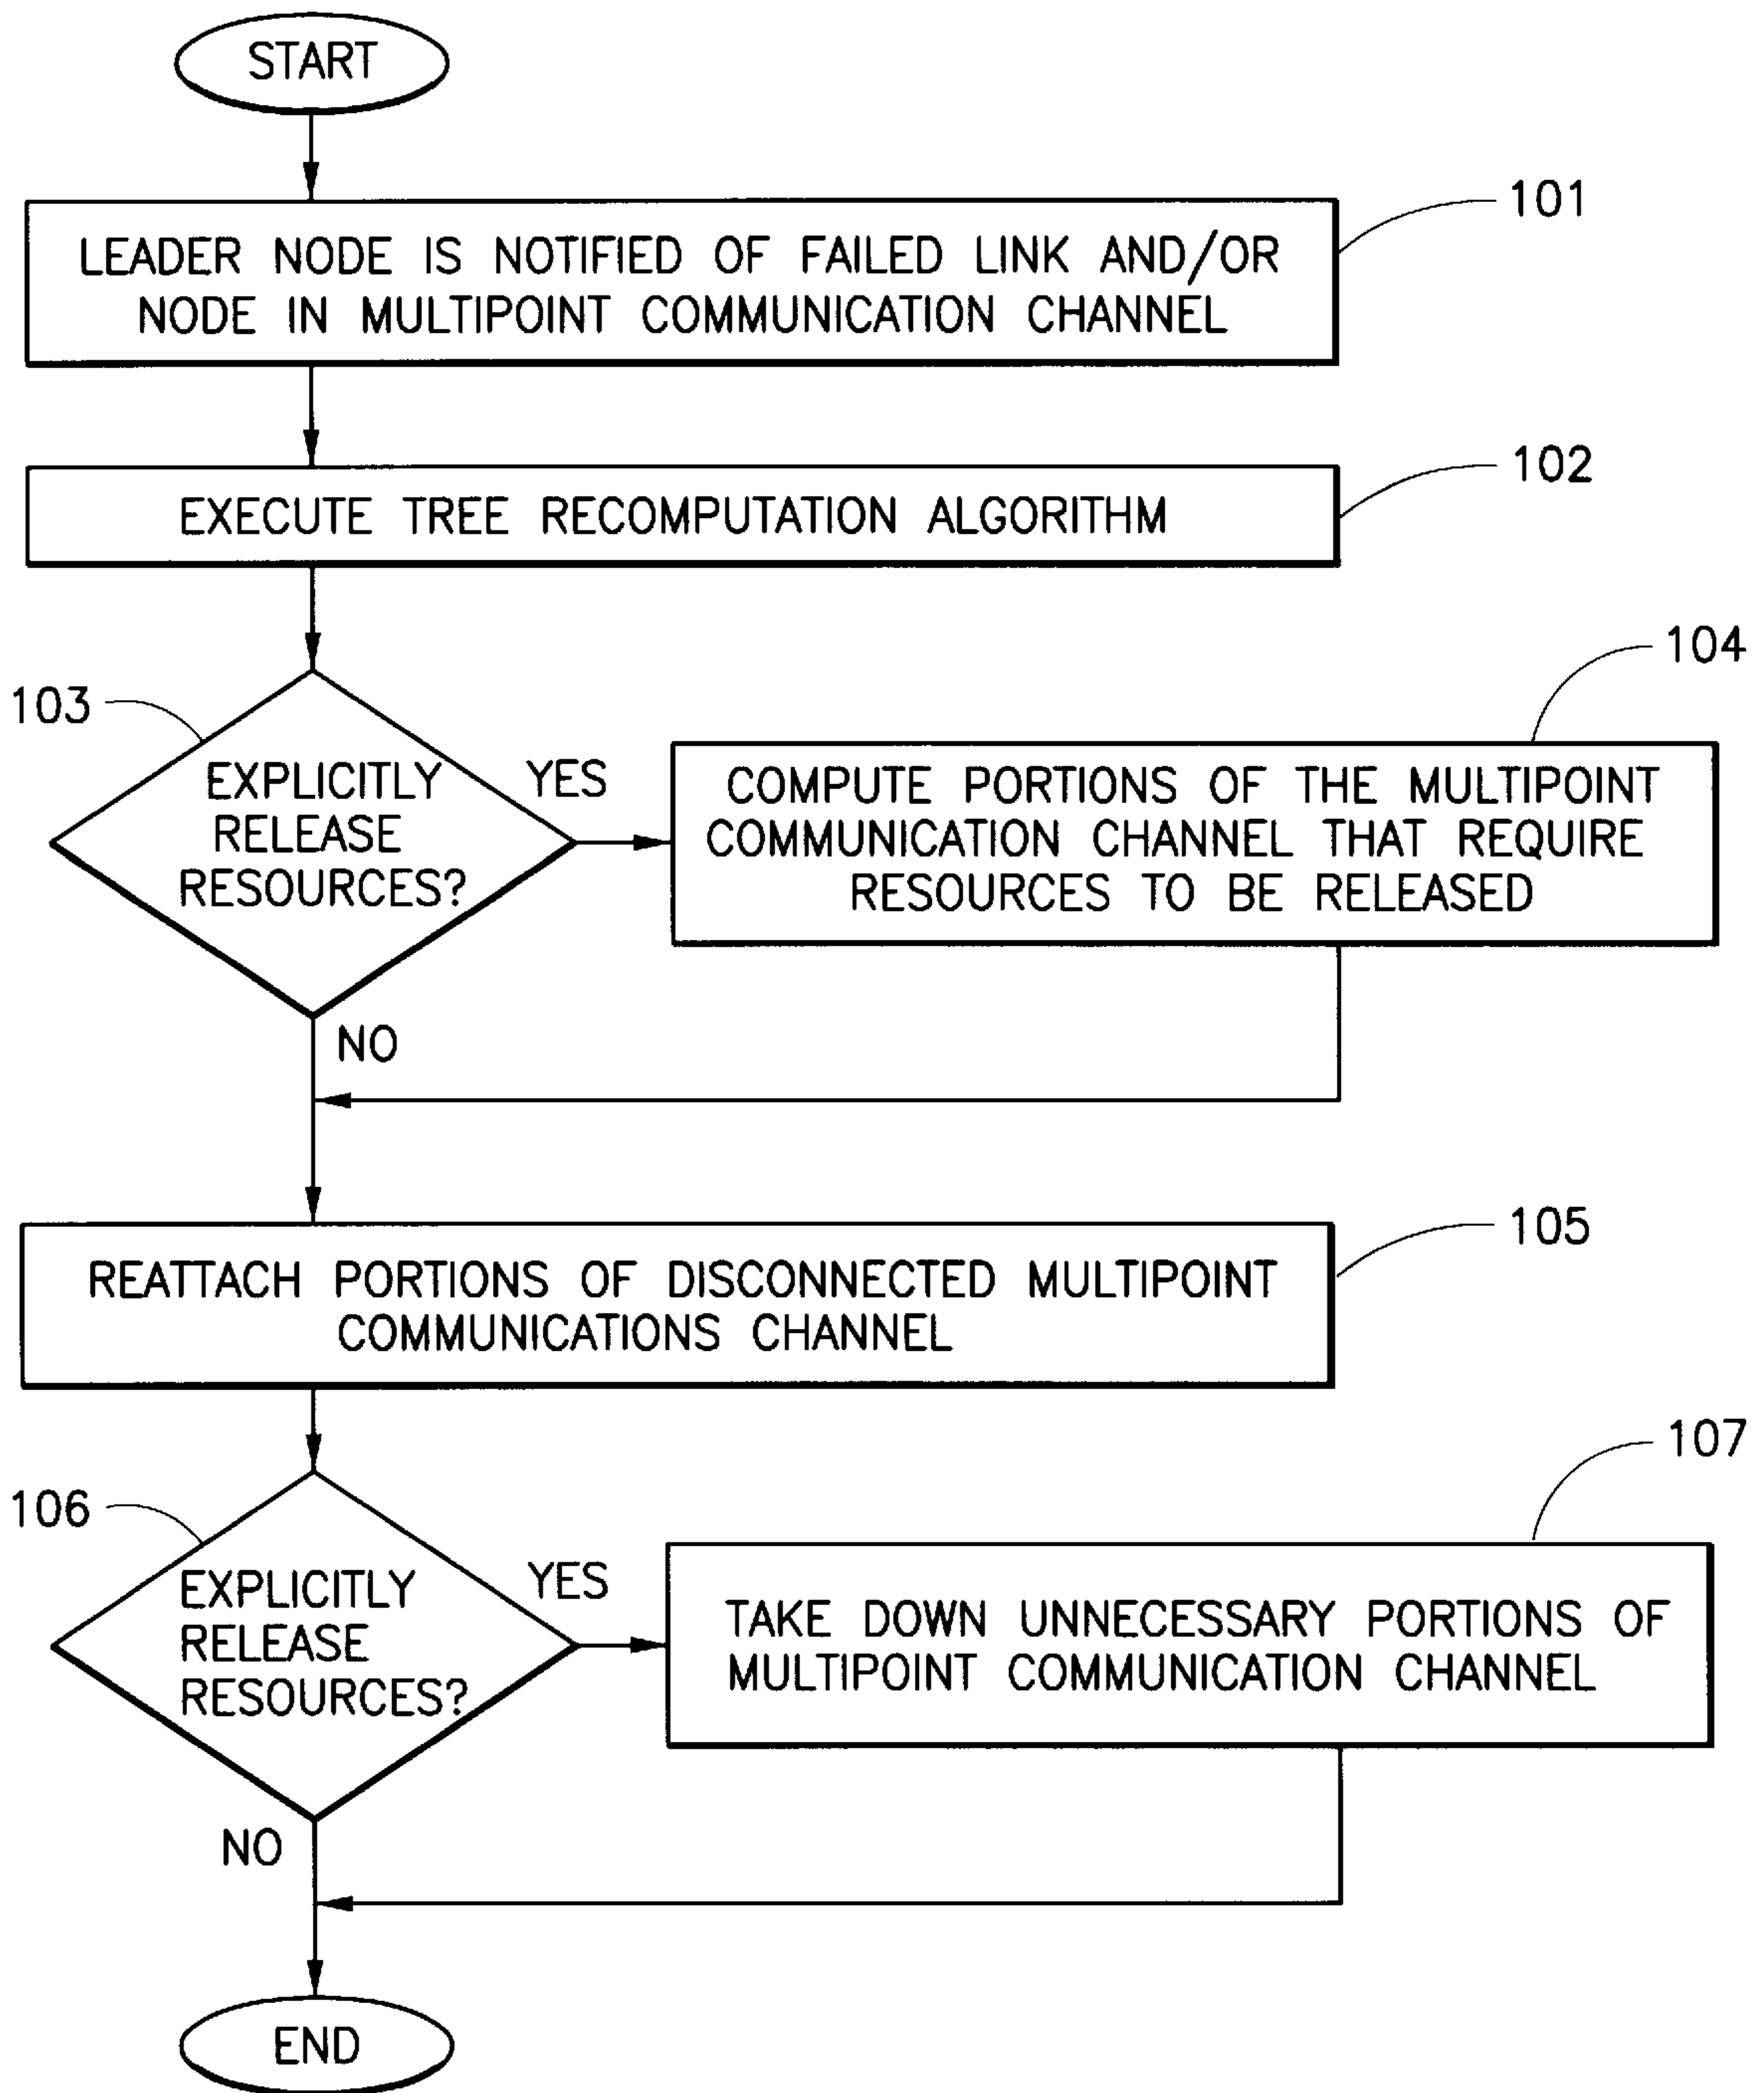 START
101
LEADER NODE IS NOTIFIED OF FAILED LINK AND/OR
NODE IN MULTIPOINT COMMUNICATION CHANNEL
102
EXECUTE TREE RECOMPUTATION ALGORITHM
103
EXPLICITLY
RELEASE
RESOURCES?
YES
104
COMPUTE PORTIONS OF THE MULTIPOINT
COMMUNICATION CHANNEL THAT REQUIRE
RESOURCES TO BE RELEASED
NO
105
REATTACH PORTIONS OF DISCONNECTED MULTIPOINT
COMMUNICATIONS CHANNEL
106
EXPLICITLY
RELEASE
RESOURCES?
YES
107
TAKE DOWN UNNECESSARY PORTIONS OF
MULTIPOINT COMMUNICATION CHANNEL
NO
END